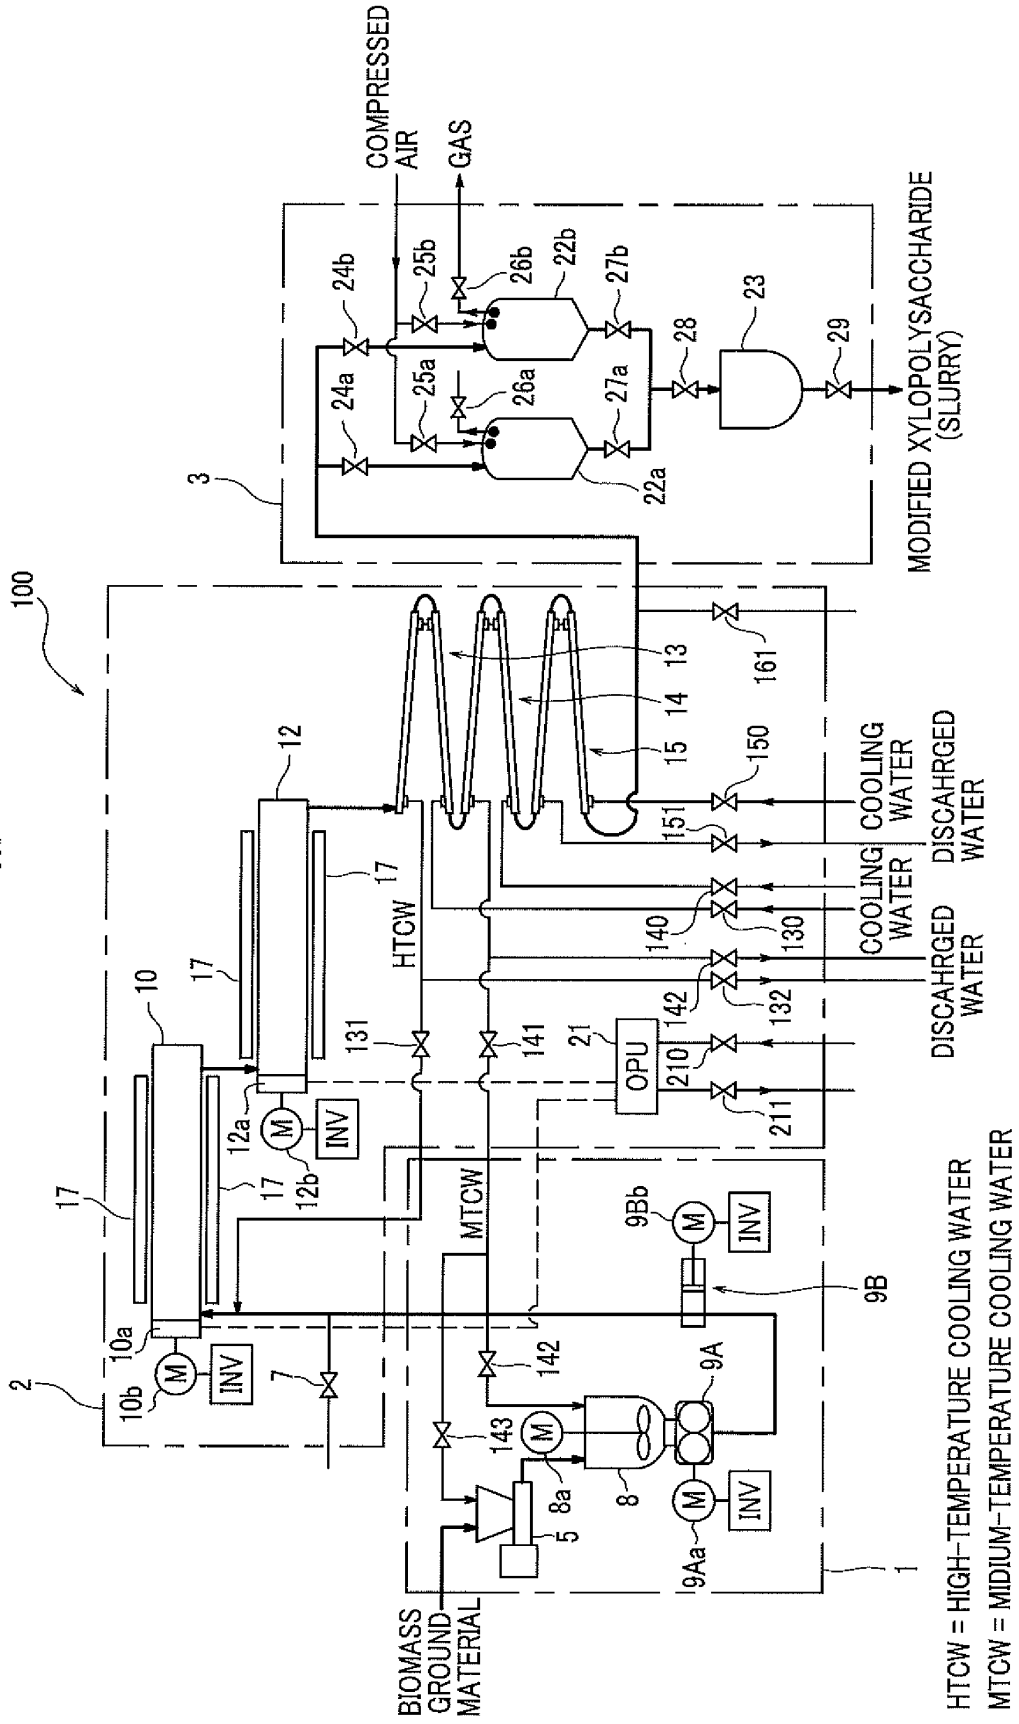 100
2
17
10
10a
10b
M
INV
17
17
12
12a
12b
M
INV
17
3
24a
24b
25a
25b
26a
26b
COMPRESSED
AIR
GAS
22a
22b
27a
27b
28
23
29
MODIFIED XYLOPOLYSACCHARIDE
(SLURRY)
7
HTCW
131
141
MTCW
13
14
15
161
21
OPU
210
211
142
132
140
130
151
150
COOLING
WATER
COOLING
WATER
DISCAHRGED
WATER
DISCAHRGED
WATER
BIOMASS
GROUND
MATERIAL
143
142
5
8a
M
8
9A
9Aa
M
INV
9B
9Bb
M
INV
1
HTCW = HIGH-TEMPERATURE COOLING WATER
MTCW = MIDIUM-TEMPERATURE COOLING WATER